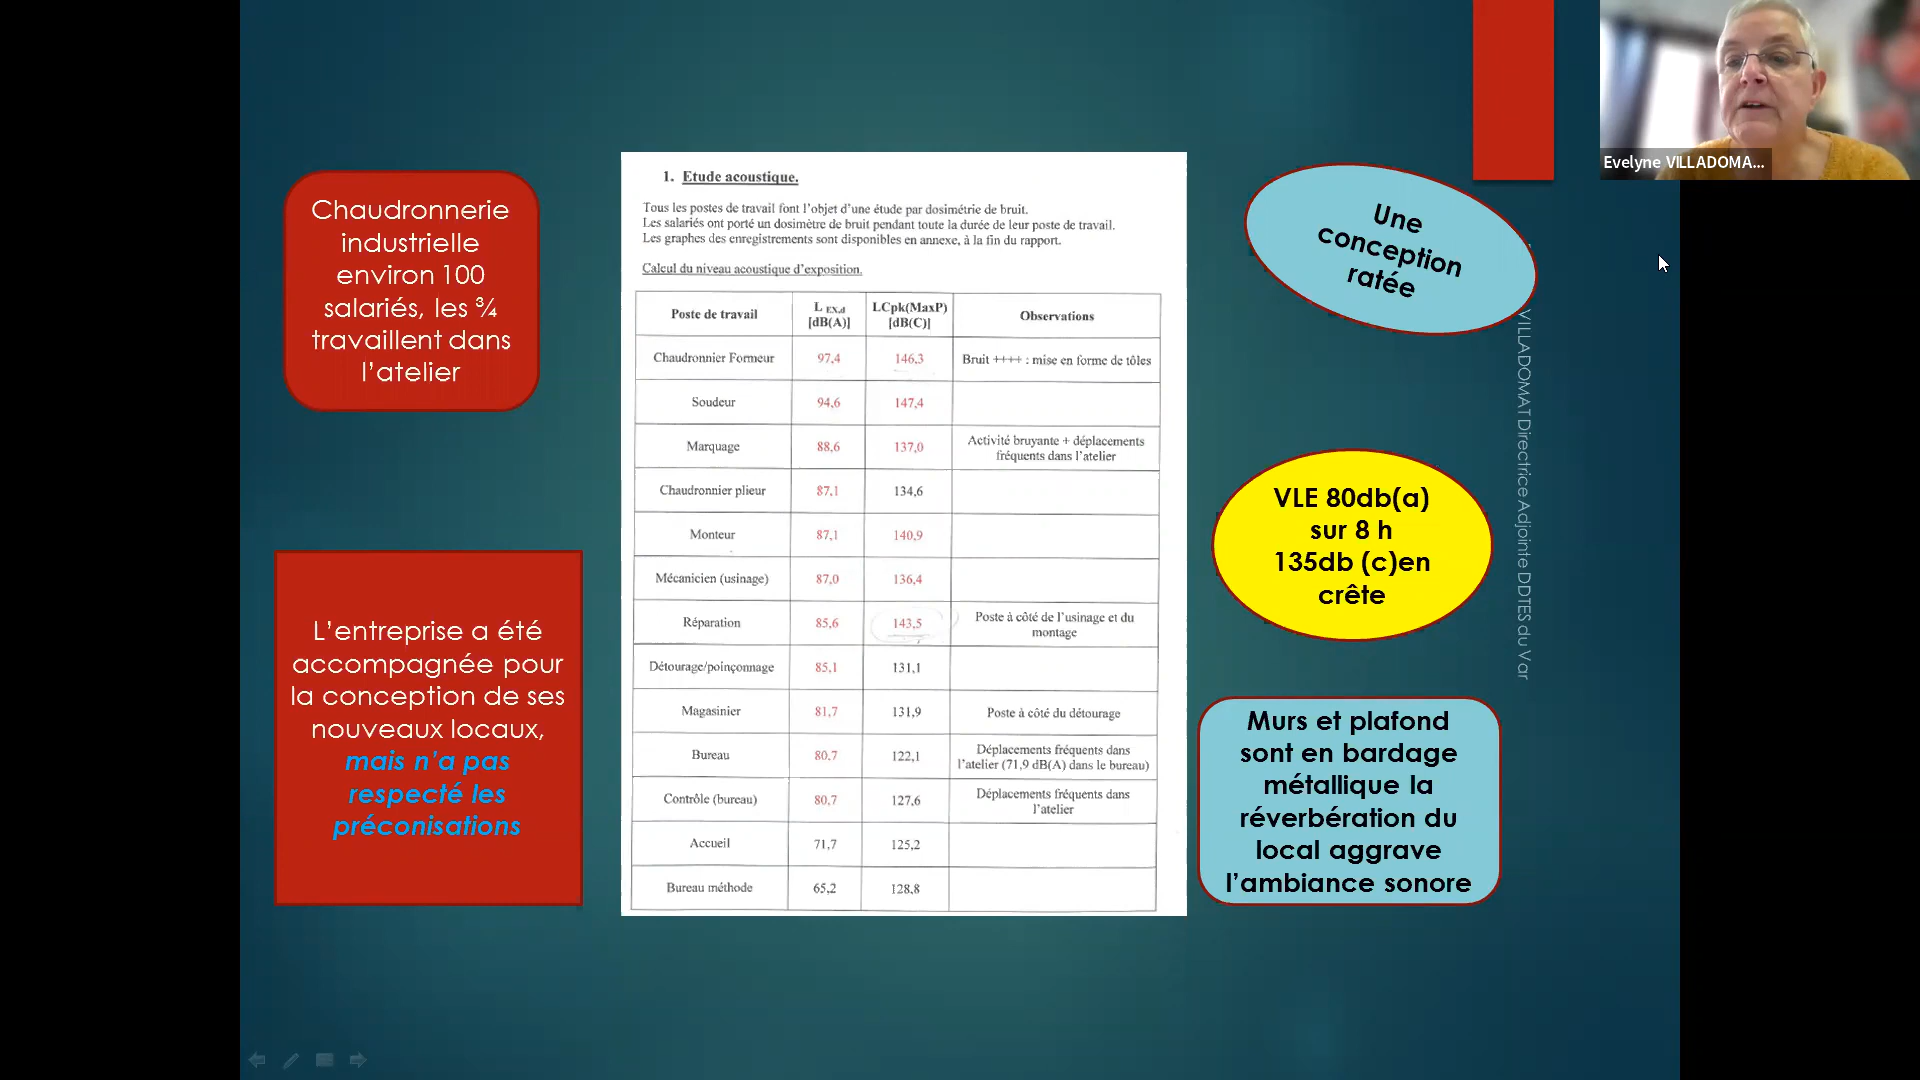 Chaudronnerie
industrielle
environ 100
salariés, les ¾
travaillent dans
l’atelier
L’entreprise a été
accompagnée pour
la conception de ses
nouveaux locaux,
mais n’a pas
respecté les
préconisations
1. Etude acoustique.
Tous les postes de travail font l’objet d’une étude par dosimétrie de bruit.
Les salariés ont porté un dosimètre de bruit pendant toute la durée de leur poste de travail.
Les graphes des enregistrements sont disponibles en annexe, à la fin du rapport.
Calcul du niveau acoustique d’exposition.
Poste de travail L EX,d [dB(A)] LCpk(MaxP) [dB(C)] Observations
Chaudronnier Formeur 97,4 146,3 Bruit ++++ : mise en forme de tôles
Soudeur 94,6 147,4
Marquage 88,6 137,0 Activité bruyante + déplacements
fréquents dans l’atelier
Chaudronnier plieur 87,1 134,6
Monteur 87,1 140,9
Mécanicien (usinage) 87,0 136,4
Réparation 85,6 143,5 Poste à côté de l’usinage et du
montage
Détourage/poinçonnage 85,1 131,1
Magasinier 81,7 131,9 Poste à côté du détourage
Bureau 80,7 122,1 Déplacements fréquents dans
l’atelier (71,9 dB(A) dans le bureau)
Contrôle (bureau) 80,7 127,6 Déplacements fréquents dans
l’atelier
Accueil 71,7 125,2
Bureau méthode 65,2 128,8
Une
conception
ratée
VLE 80db(a)
sur 8 h
135db (c)en
crête
Murs et plafond
sont en bardage
métallique la
réverbération du
local aggrave
l’ambiance sonore
VILLADOMAT Directrice Adjointe DDTES du Var
Evelyne VILLADOMA...